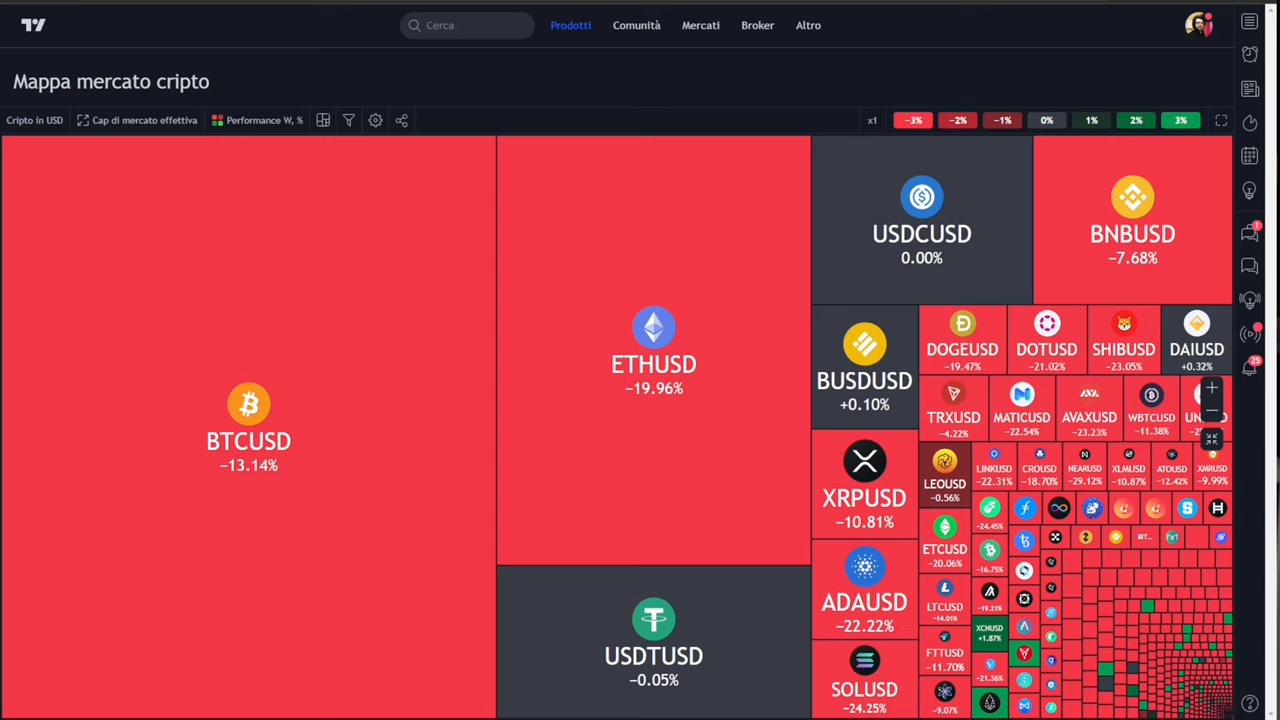 Cerca
Prodotti
Comunità
Mercati
Broker
Altro
Mappa mercato cripto
Cripto in USD
Cap di mercato effettiva
Performance W, %
x1
−3%
−2%
−1%
0%
1%
2%
3%
BTCUSD
−13.14%
ETHUSD
−19.96%
USDTUSD
−0.05%
USDCUSD
0.00%
BNBUSD
−7.68%
BUSDUSD
+0.10%
XRPUSD
−10.81%
ADAUSD
−22.22%
SOLUSD
−24.25%
DOGEUSD
−19.47%
DOTUSD
−21.02%
SHIBUSD
−23.05%
DAIUSD
+0.32%
TRXUSD
−4.22%
MATICUSD
−22.54%
AVAXUSD
−23.23%
WBTCUSD
−11.38%
LEOUSD
−0.56%
LINKUSD
−22.31%
CROUSD
−18.70%
NEARUSD
−29.12%
XLMUSD
−10.87%
ATOUSD
−12.42%
XMRUSD
−9.99%
ETCUSD
−20.06%
LTCUSD
−14.01%
FTTUSD
−11.70%
−9.07%
−24.45%
−16.75%
−19.21%
XCNUSD
+1.87%
−21.36%
BIT...
1
25